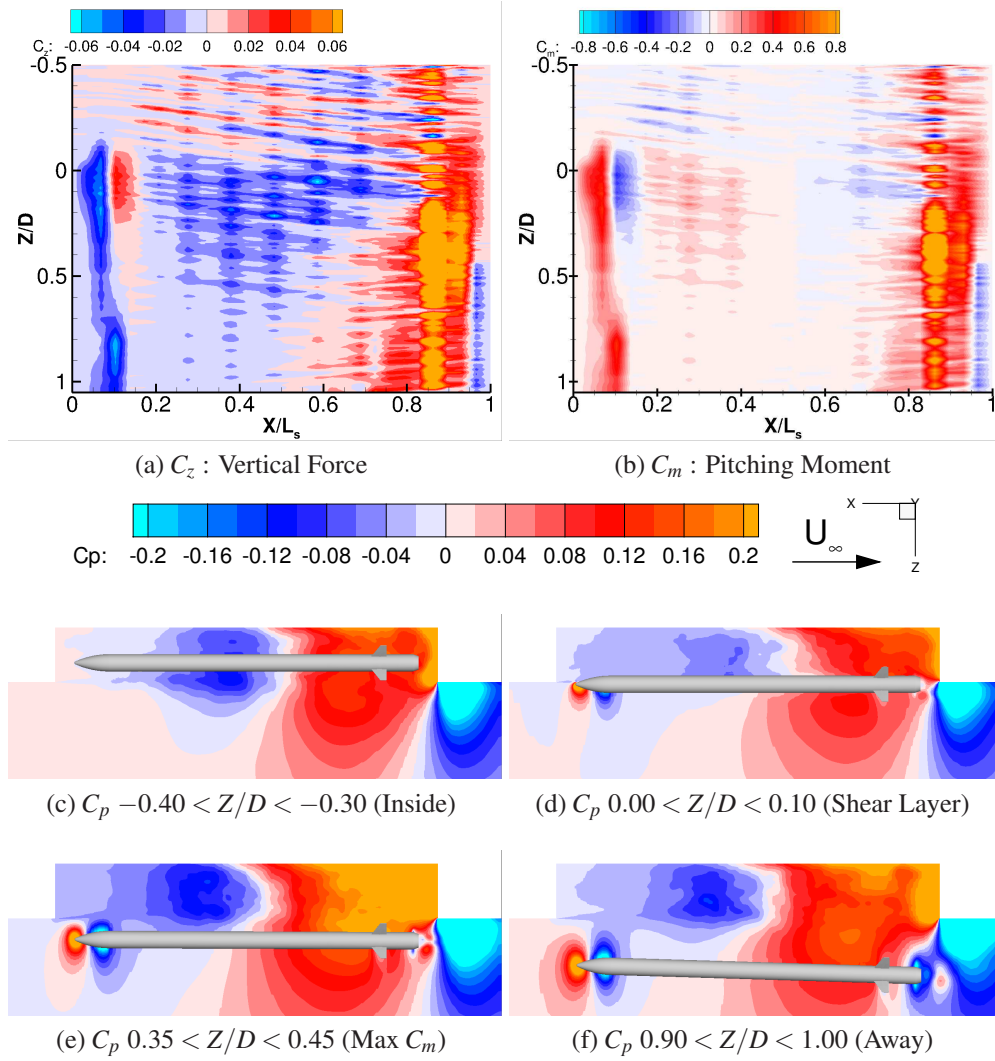 C_z: -0.06 -0.04 -0.02 0 0.02 0.04 0.06
-0.5
0
0.5
1
Z/D
0 0.2 0.4 0.6 0.8 1
X/L_s
(a) C_z : Vertical Force
C_m: -0.8 -0.6 -0.4 -0.2 0 0.2 0.4 0.6 0.8
-0.5
0
0.5
1
Z/D
0 0.2 0.4 0.6 0.8 1
X/L_s
(b) C_m : Pitching Moment
Cp: -0.2 -0.16 -0.12 -0.08 -0.04 0 0.04 0.08 0.12 0.16 0.2
U_∞
X Y
Z
(c) C_p −0.40 < Z/D < −0.30 (Inside)
(d) C_p 0.00 < Z/D < 0.10 (Shear Layer)
(e) C_p 0.35 < Z/D < 0.45 (Max C_m)
(f) C_p 0.90 < Z/D < 1.00 (Away)